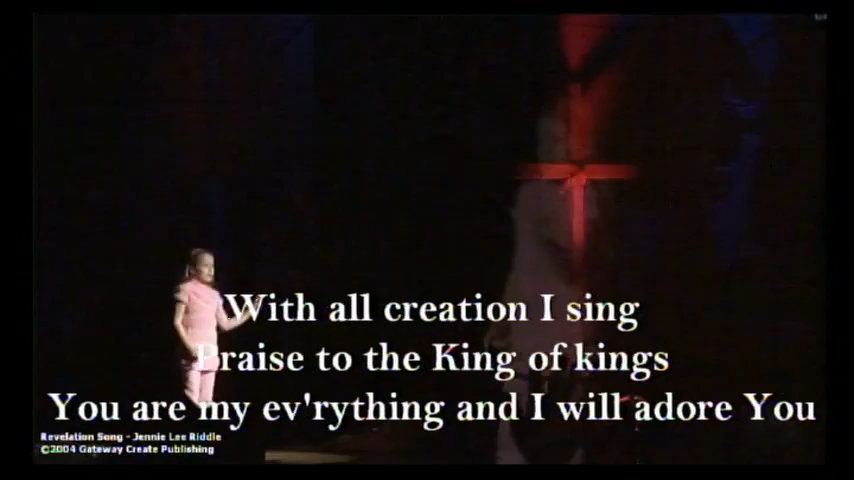 With all creation I sing
Praise to the King of kings
You are my ev'rything and I will adore You
Revelation Song - Jennie Lee Riddle
©2004 Gateway Create Publishing